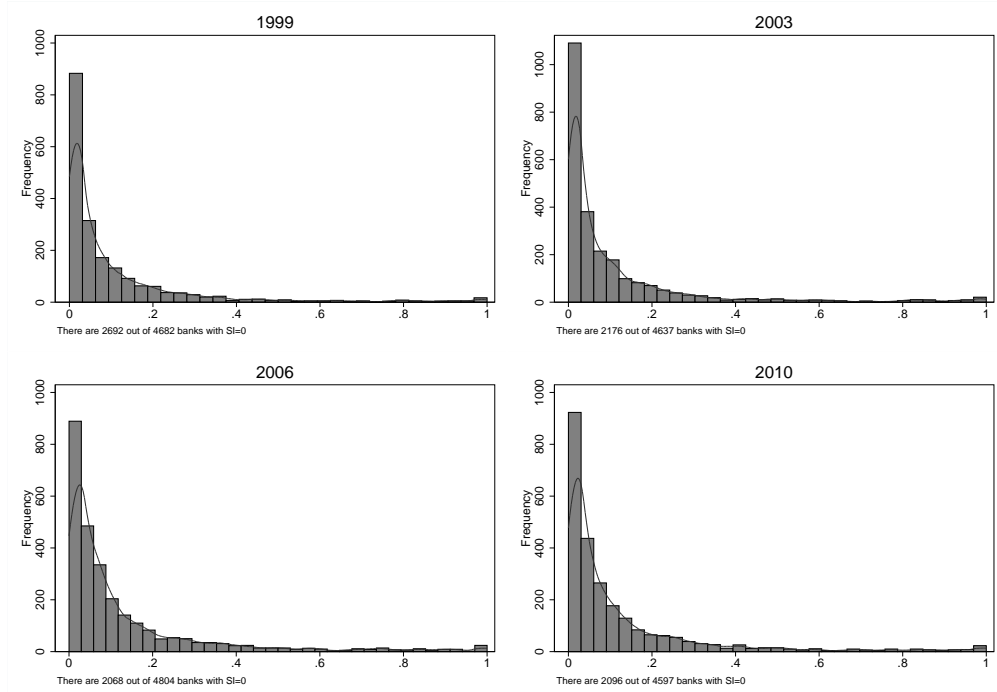 1999
Frequency
0 200 400 600 800 1000
0 .2 .4 .6 .8 1
There are 2692 out of 4682 banks with SI=0
2003
Frequency
0 200 400 600 800 1000
0 .2 .4 .6 .8 1
There are 2176 out of 4637 banks with SI=0
2006
Frequency
0 200 400 600 800 1000
0 .2 .4 .6 .8 1
There are 2068 out of 4804 banks with SI=0
2010
Frequency
0 200 400 600 800 1000
0 .2 .4 .6 .8 1
There are 2096 out of 4597 banks with SI=0